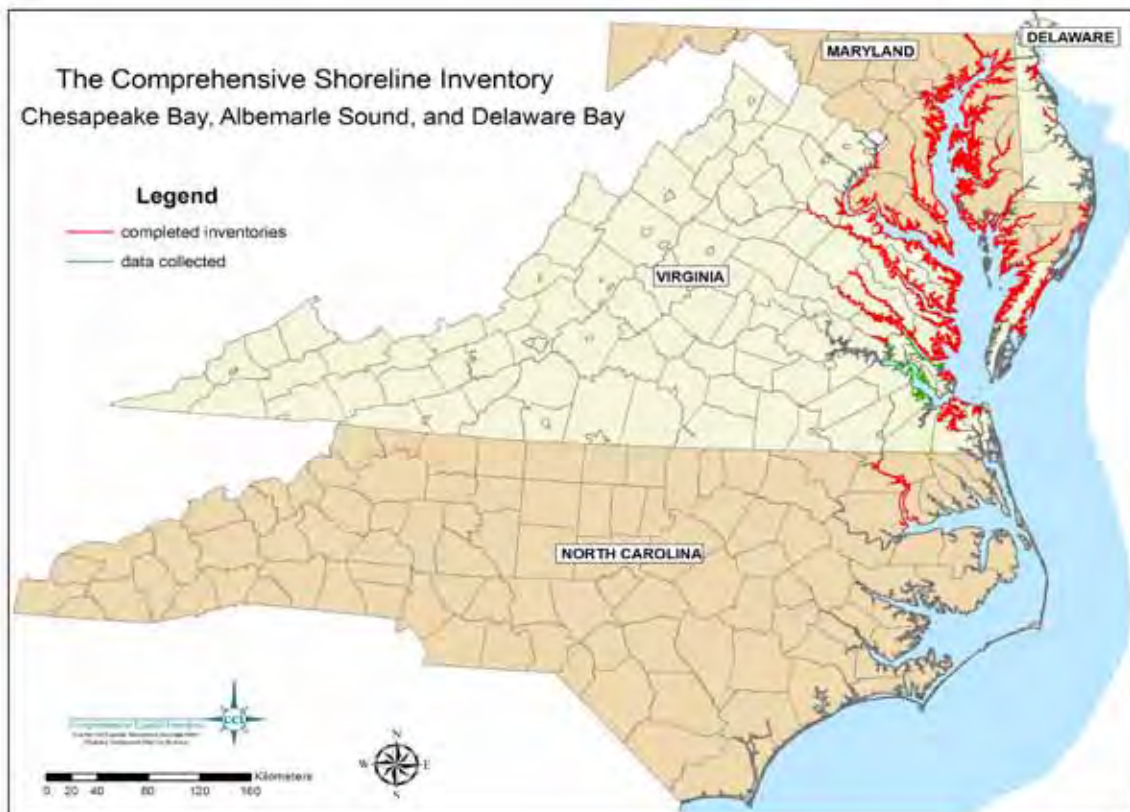 The Comprehensive Shoreline Inventory
Chesapeake Bay, Albemarle Sound, and Delaware Bay
MARYLAND
DELAWARE
Legend
completed inventories
data collected
VIRGINIA
NORTH CAROLINA
CCI
N
W E
S
Kilometers
0 20 40 80 120 160